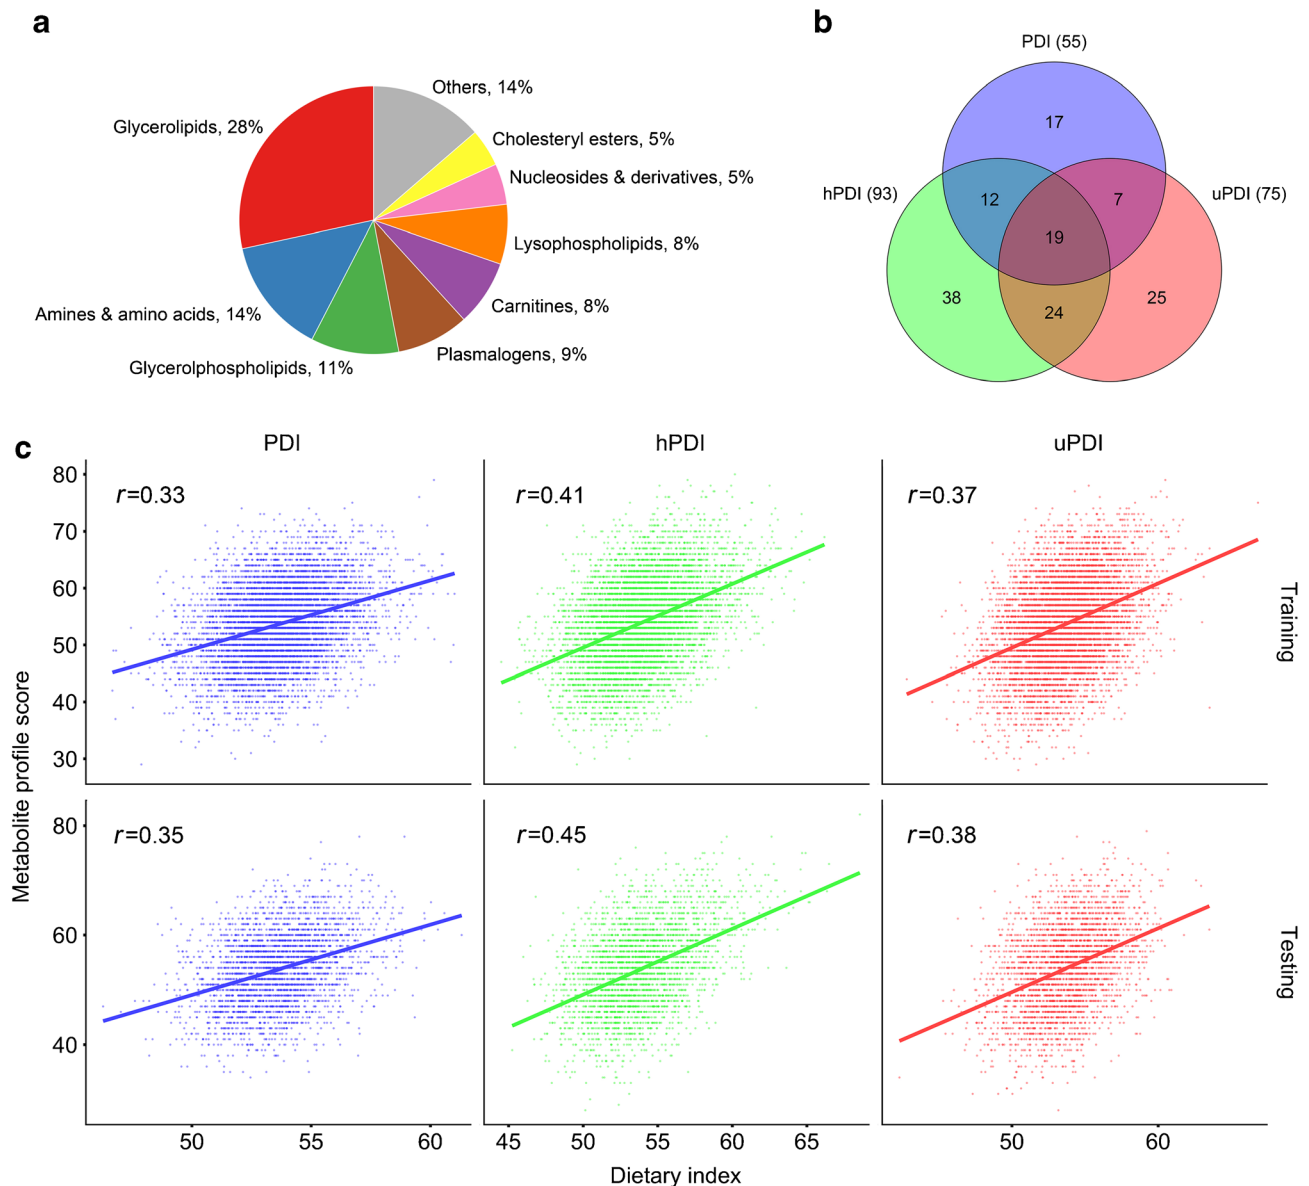 a
Others, 14%
Glycerolipids, 28%
Cholesteryl esters, 5%
Nucleosides & derivatives, 5%
Lysophospholipids, 8%
Carnitines, 8%
Amines & amino acids, 14%
Plasmalogens, 9%
Glycerolphospholipids, 11%
b
PDI (55)
17
hPDI (93)
uPDI (75)
12
7
19
38
24
25
c
PDI
hPDI
uPDI
r=0.33
r=0.41
r=0.37
80
70
60
50
40
30
Training
Metabolite profile score
r=0.35
r=0.45
r=0.38
80
60
40
Testing
50 55 60
45 50 55 60 65
50 60
Dietary index